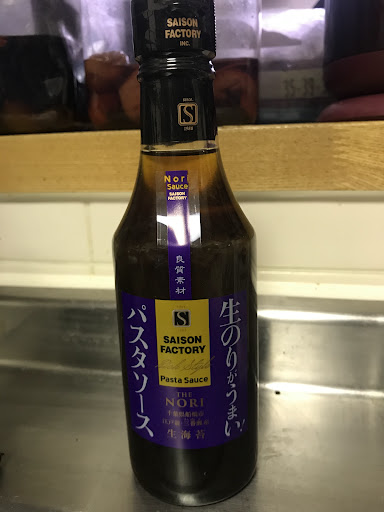 SAISON
FACTORY
INC.
S
Nori
Sauce
SAISON
FACTORY
良質素材
生のりがうまい
パスタソース
S
SAISON
FACTORY
Pasta Sauce
THE
NORI
生海苔